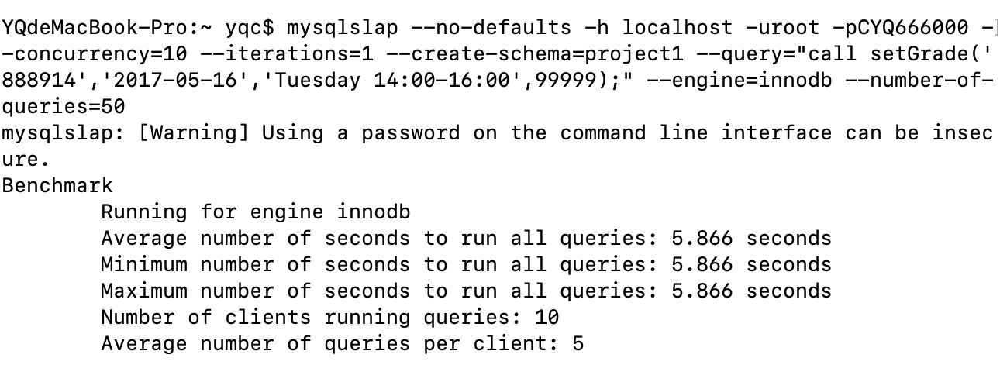 YQdeMacBook-Pro:~ yqc$ mysqlslap --no-defaults -h localhost -uroot -pCYQ666000 -]
-concurrency=10 --iterations=1 --create-schema=project1 --query="call setGrade('
888914','2017-05-16','Tuesday 14:00-16:00',99999);" --engine=innodb --number-of-
queries=50
mysqlslap: [Warning] Using a password on the command line interface can be insec
ure.
Benchmark
        Running for engine innodb
        Average number of seconds to run all queries: 5.866 seconds
        Minimum number of seconds to run all queries: 5.866 seconds
        Maximum number of seconds to run all queries: 5.866 seconds
        Number of clients running queries: 10
        Average number of queries per client: 5